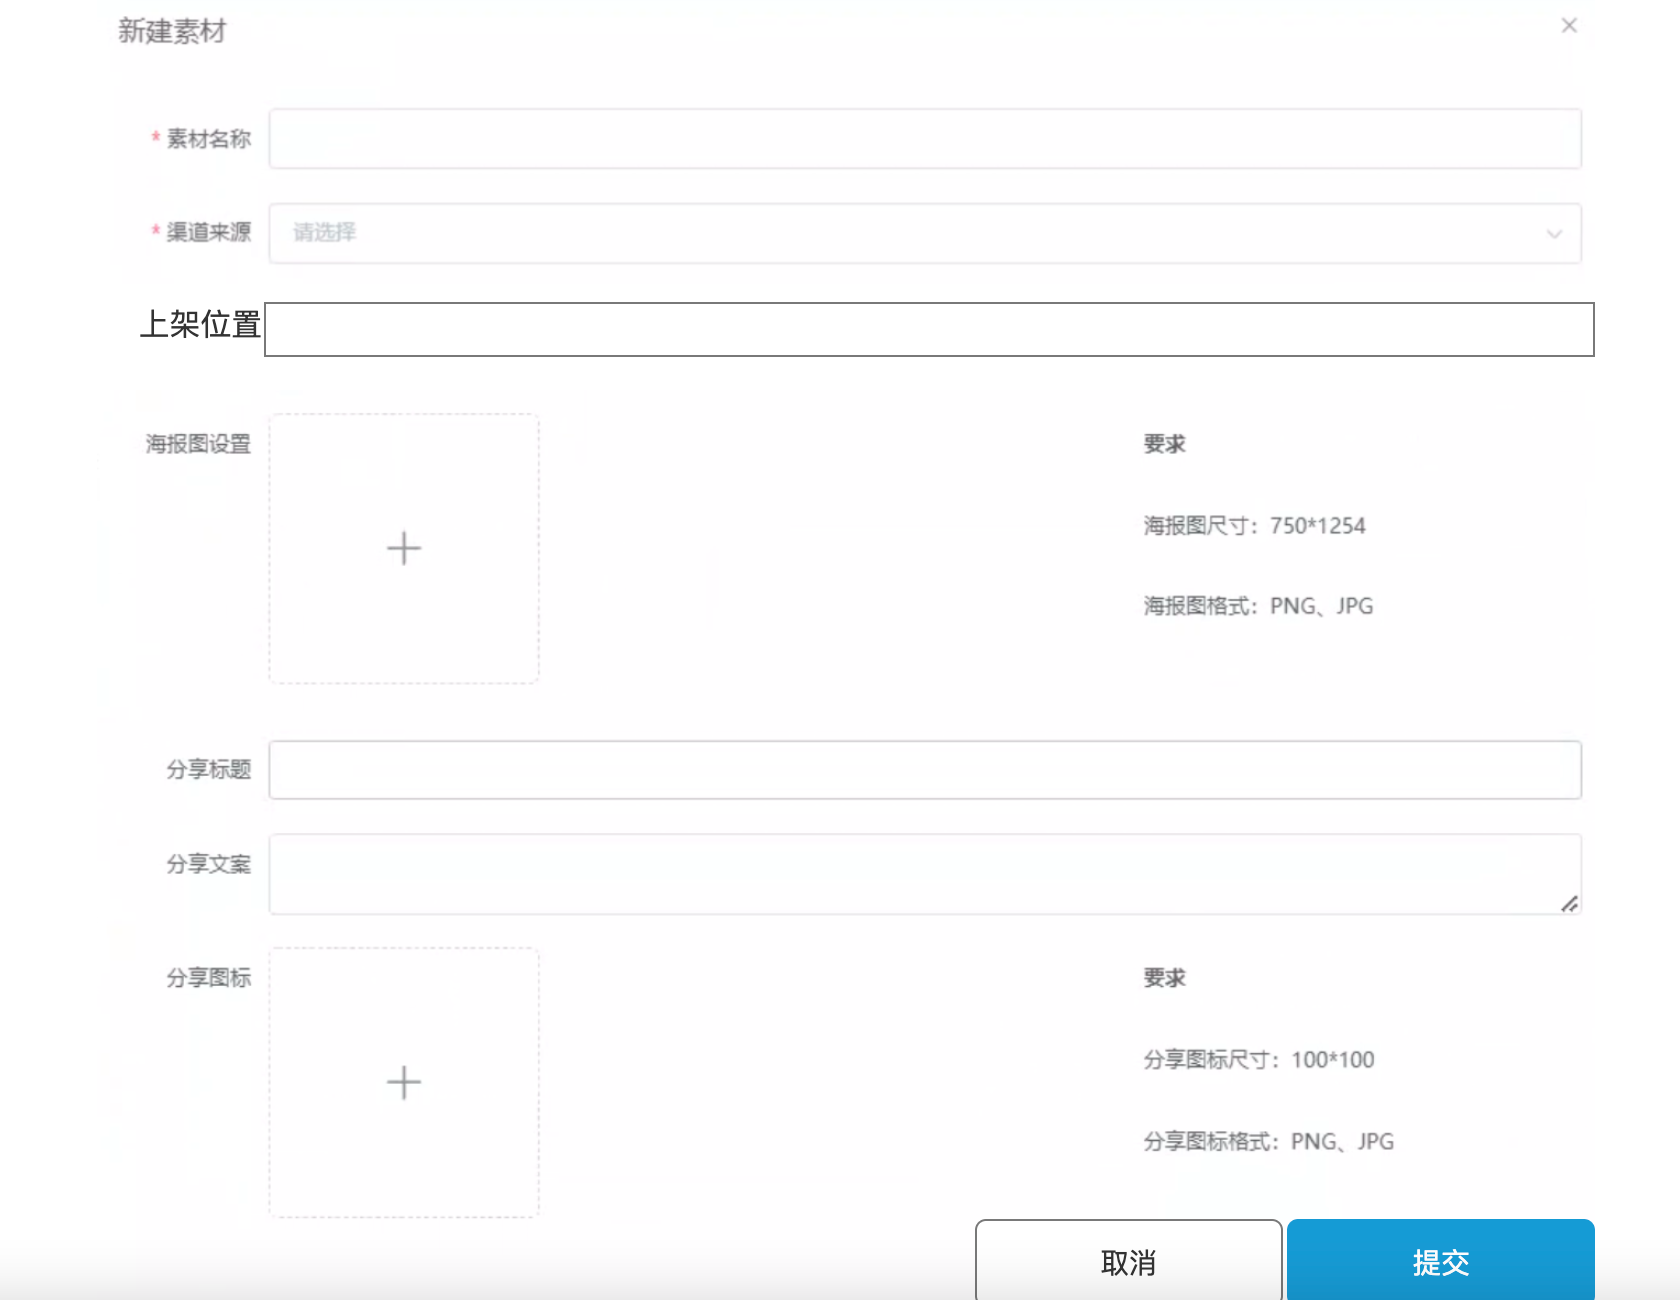 新建素材
* 素材名称
* 渠道来源 请选择
上架位置
海报图设置 要求
海报图尺寸：750*1254
海报图格式：PNG、JPG
分享标题
分享文案
分享图标 要求
分享图标尺寸：100*100
分享图标格式：PNG、JPG
取消 提交